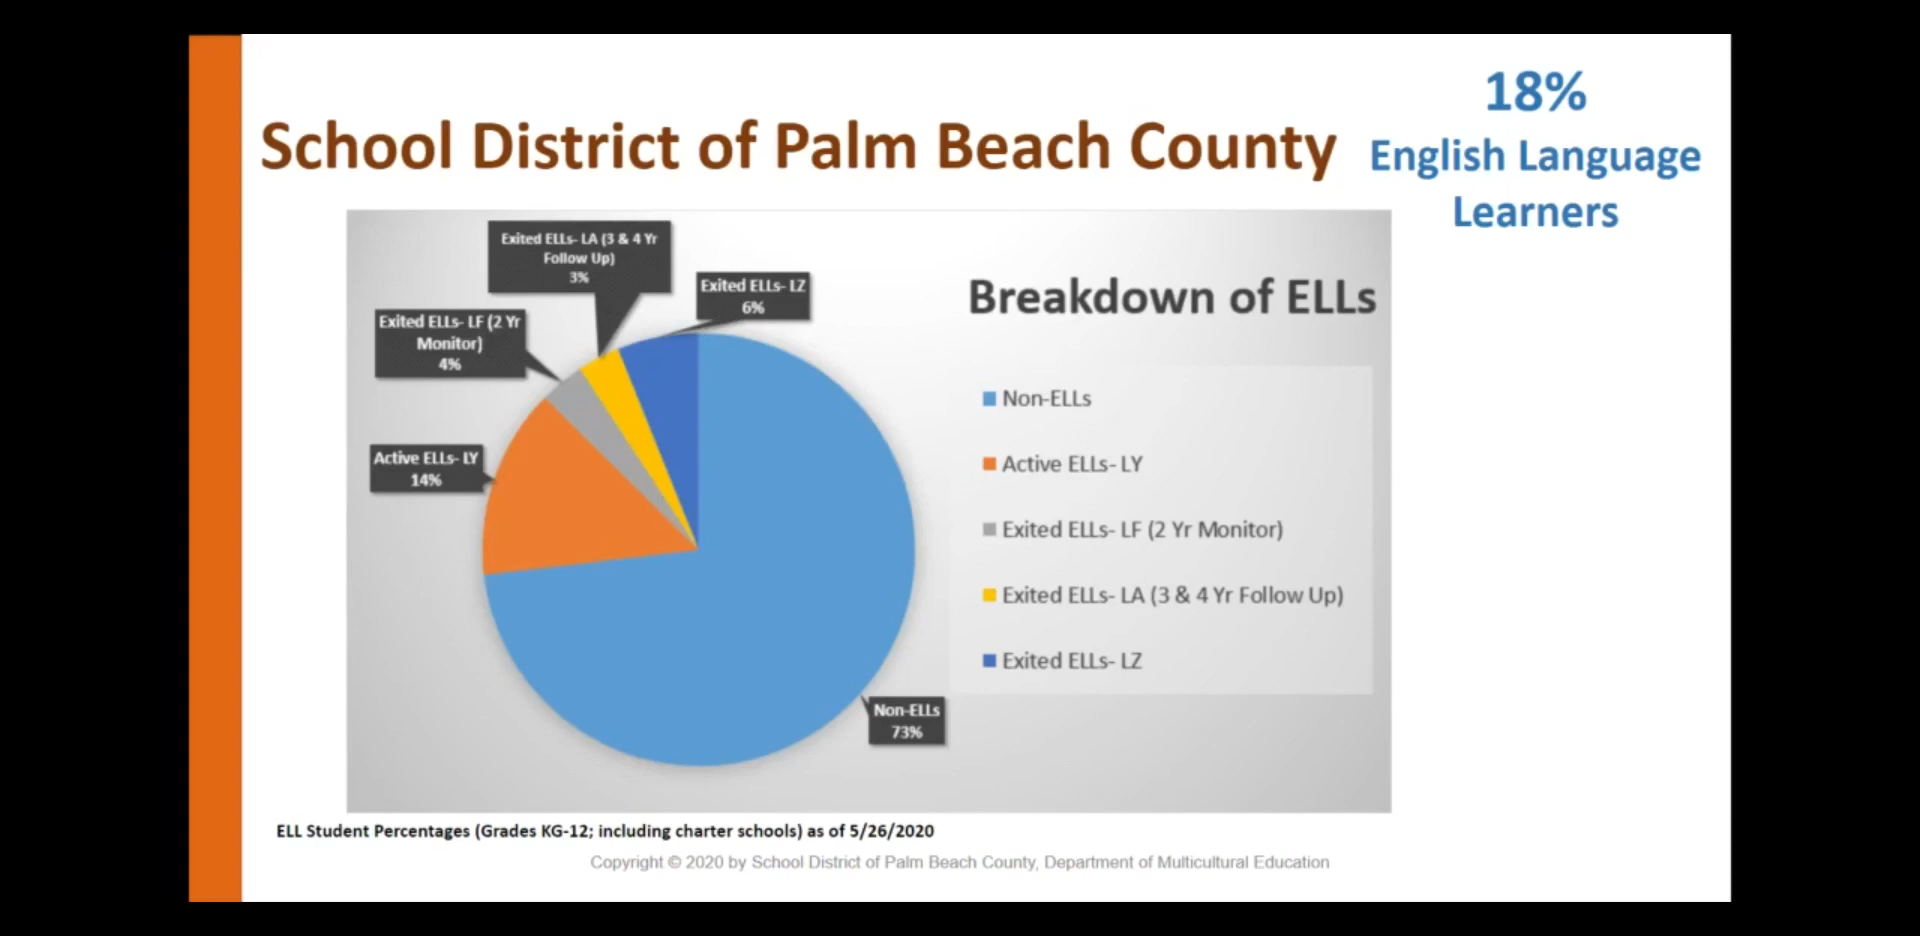 School District of Palm Beach County
18%
English Language
Learners
Exited ELLs- LA (3 & 4 Yr
Follow Up)
3%
Exited ELLs- LZ
6%
Exited ELLs- LF (2 Yr
Monitor)
4%
Active ELLs- LY
14%
Non-ELLs
73%
Breakdown of ELLs
Non-ELLs
Active ELLs- LY
Exited ELLs- LF (2 Yr Monitor)
Exited ELLs- LA (3 & 4 Yr Follow Up)
Exited ELLs- LZ
ELL Student Percentages (Grades KG-12; including charter schools) as of 5/26/2020
Copyright © 2020 by School District of Palm Beach County, Department of Multicultural Education